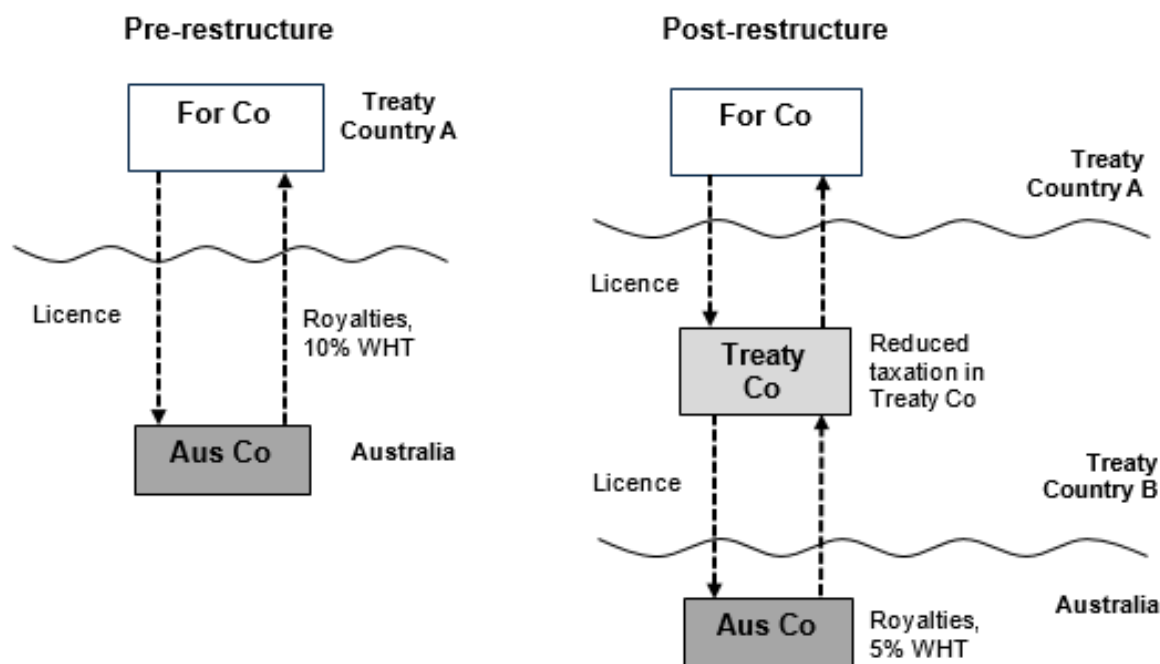 Pre-restructure
For Co
Treaty
Country A
Licence
Royalties,
10% WHT
Aus Co
Australia
Post-restructure
For Co
Treaty
Country A
Licence
Treaty
Co
Reduced
taxation in
Treaty Co
Licence
Treaty
Country B
Aus Co
Australia
Royalties,
5% WHT